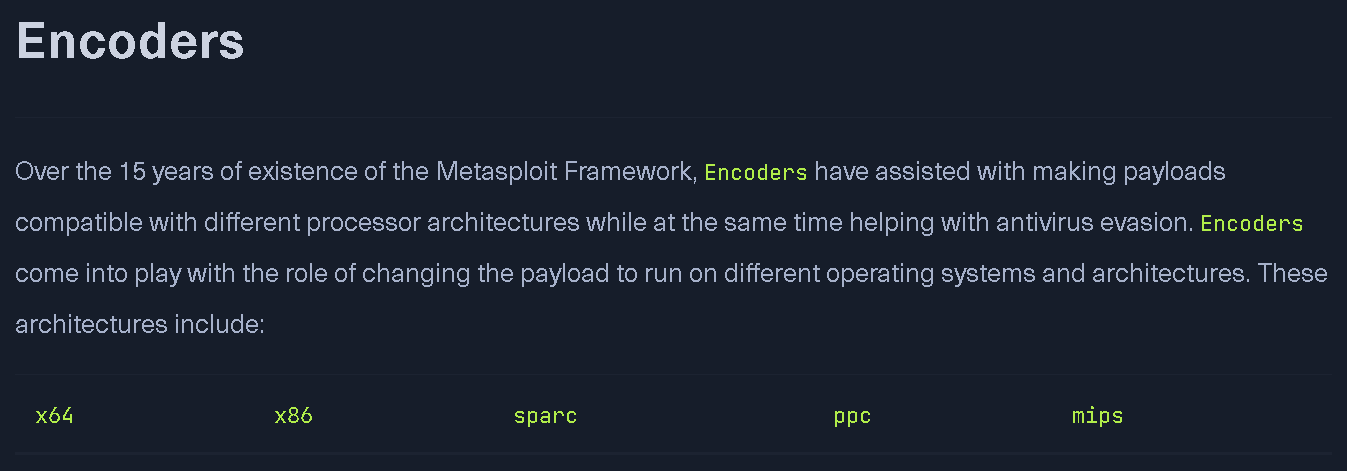 Encoders
Over the 15 years of existence of the Metasploit Framework, Encoders have assisted with making payloads
compatible with different processor architectures while at the same time helping with antivirus evasion. Encoders
come into play with the role of changing the payload to run on different operating systems and architectures. These
architectures include:
x64 x86 sparc ppc mips